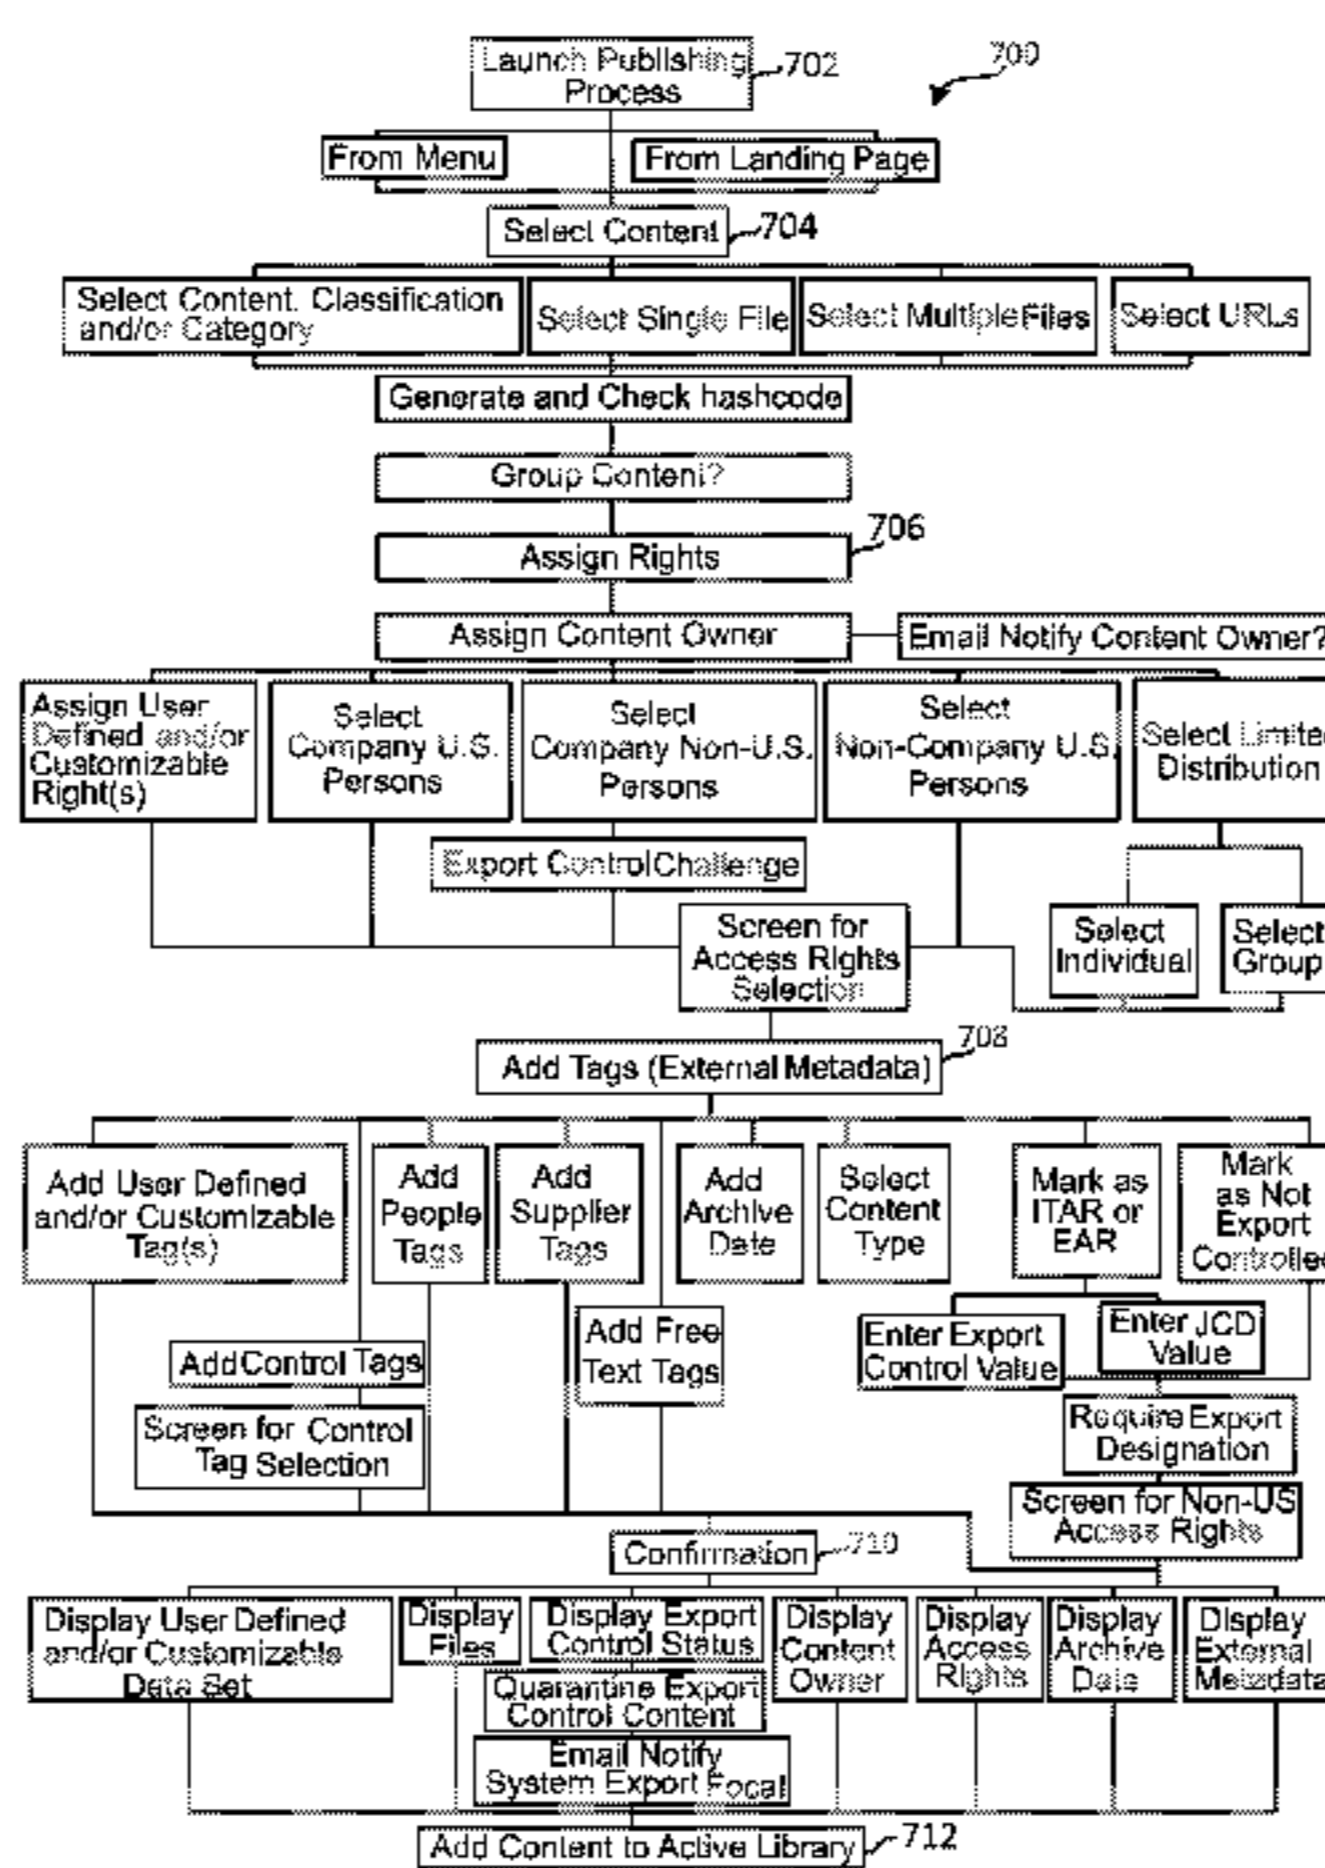 Launch Publishing
Process
702
700
From Menu
From Landing Page
Select Content
704
Select Content. Classification
and/or Category
Select Single File
Select Multiple Files
Select URLs
Generate and Check hashcode
Group Content?
Assign Rights
706
Assign Content Owner
Email Notify Content Owner?
Assign User
Defined and/or
Customizable
Right(s)
Select
Company U.S.
Persons
Select
Company Non-U.S.
Persons
Select
Non-Company U.S.
Persons
Select Limite
Distribution
Export Control Challenge
Screen for
Access Rights
Selection
Select
Individual
Select
Group
Add Tags (External Metadata)
708
Add User Defined
and/or Customizable
Tag(s)
Add
People
Tags
Add
Supplier
Tags
Add
Archive
Date
Select
Content
Type
Mark as
ITAR or
EAR
Mark
as Not
Export
Controlle
Add Control Tags
Add Free
Text Tags
Enter Export
Control Value
Enter JCD
Value
Screen for Control
Tag Selection
Require Export
Designation
Screen for Non-US
Access Rights
Confirmation
710
Display User Defined
and/or Customizable
Data Set
Display
Files
Display Export
Control Status
Display
Content
Owner
Display
Access
Rights
Display
Archive
Date
Display
External
Metadata
Quarantine Export
Control Content
Email Notify
System Export Focal
Add Content to Active Library
712